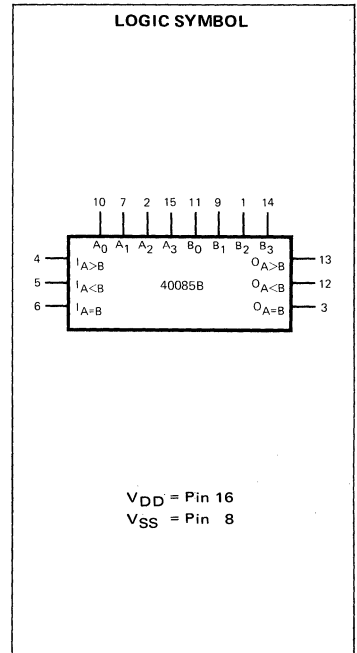 LOGIC SYMBOL
10 7 2 15 11 9 1 14
A0 A1 A2 A3 B0 B1 B2 B3
4 IA>B OA>B 13
5 IA<B 40085B OA<B 12
6 IA=B OA=B 3
VDD = Pin 16
VSS = Pin 8